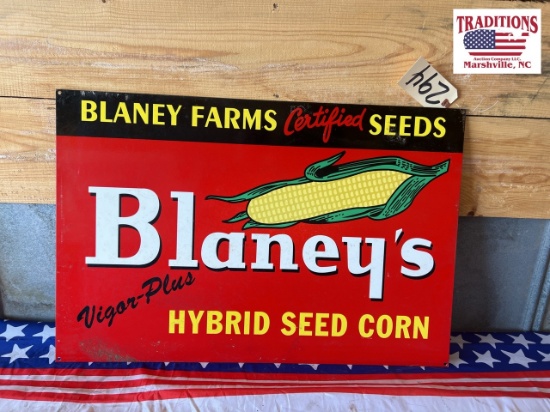 TRADITIONS
Auction Company LLC.
Marshville, NC
294
BLANEY FARMS Certified SEEDS
Blaney's
Vigor-Plus
HYBRID SEED CORN